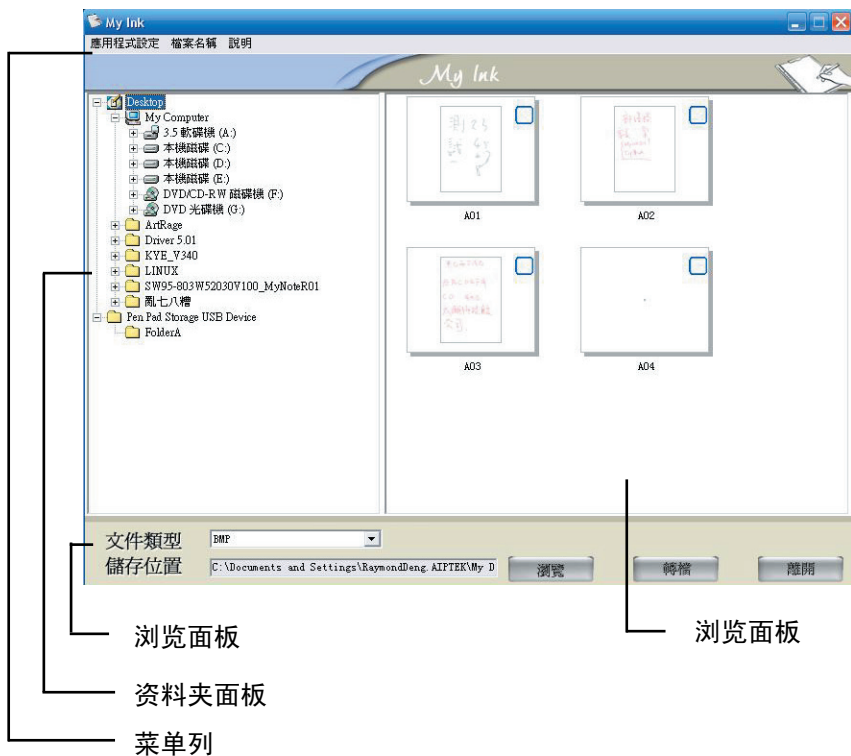 My Ink
應用程式設定 檔案名稱 說明
My Ink
Desktop
My Computer
3.5 軟碟機 (A:)
本機磁碟 (C:)
本機磁碟 (D:)
本機磁碟 (E:)
DVD/CD-RW 磁碟機 (F:)
DVD 光碟機 (G:)
ArtRage
Driver 5.01
KYE_V340
LINUX
SW95-803W52030V100_MyNoteR01
亂七八糟
Pen Pad Storage USB Device
FolderA
A01
A02
A03
A04
文件類型 BMP
儲存位置 C:\Documents and Settings\RaymondDeng.AIPTEK\My D 瀏覽 轉檔 離開
浏览面板
浏览面板
资料夹面板
菜单列